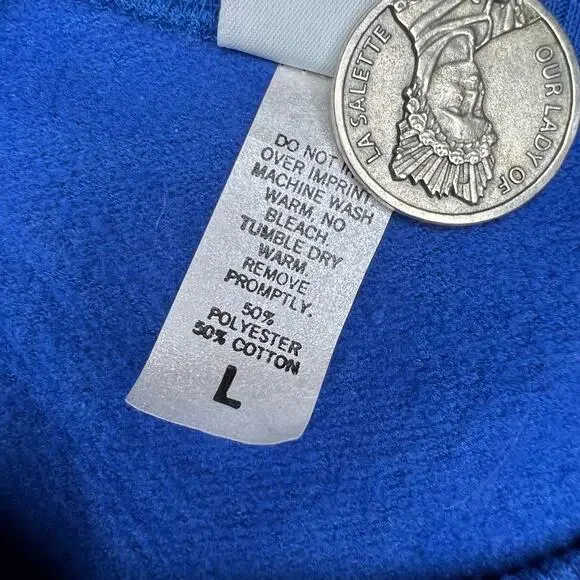 DO NOT
OVER IMPRINT
MACHINE WASH
WARM, NO
BLEACH,
TUMBLE DRY
WARM.
REMOVE
PROMPTLY.
50%
POLYESTER
50% COTTON
L
OUR LADY OF
LA SALETTE